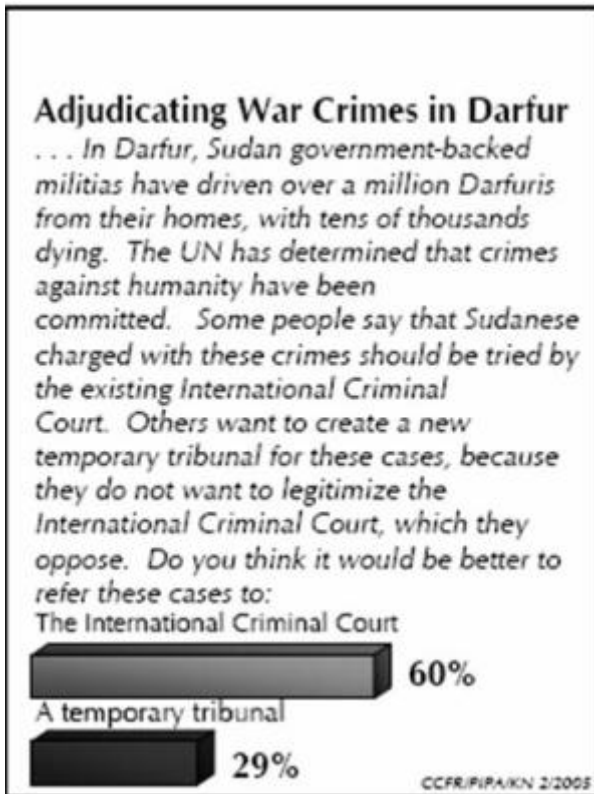 Adjudicating War Crimes in Darfur
. . . In Darfur, Sudan government-backed
militias have driven over a million Darfuris
from their homes, with tens of thousands
dying. The UN has determined that crimes
against humanity have been
committed. Some people say that Sudanese
charged with these crimes should be tried by
the existing International Criminal
Court. Others want to create a new
temporary tribunal for these cases, because
they do not want to legitimize the
International Criminal Court, which they
oppose. Do you think it would be better to
refer these cases to:
The International Criminal Court
60%
A temporary tribunal
29%
CCFR/PIPA/KN 2/2005